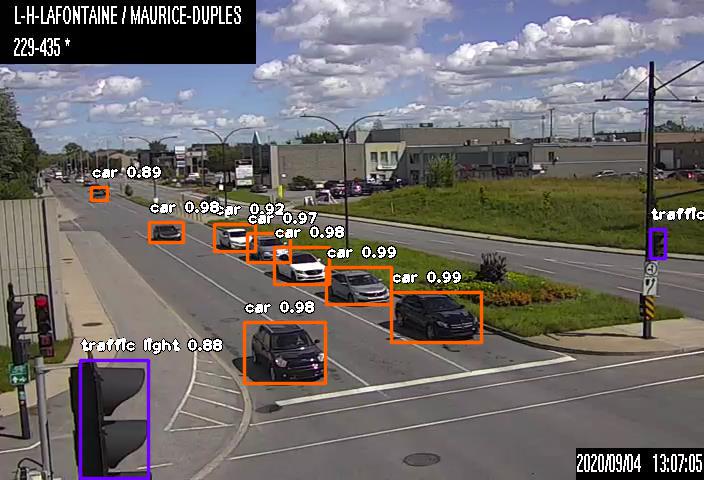 L-H-LAFONTAINE / MAURICE-DUPLES
229-435 *
car 0.89
car 0.98
car 0.92
car 0.97
car 0.98
car 0.99
car 0.99
car 0.98
traffic
traffic light 0.88
2020/09/04 13:07:05